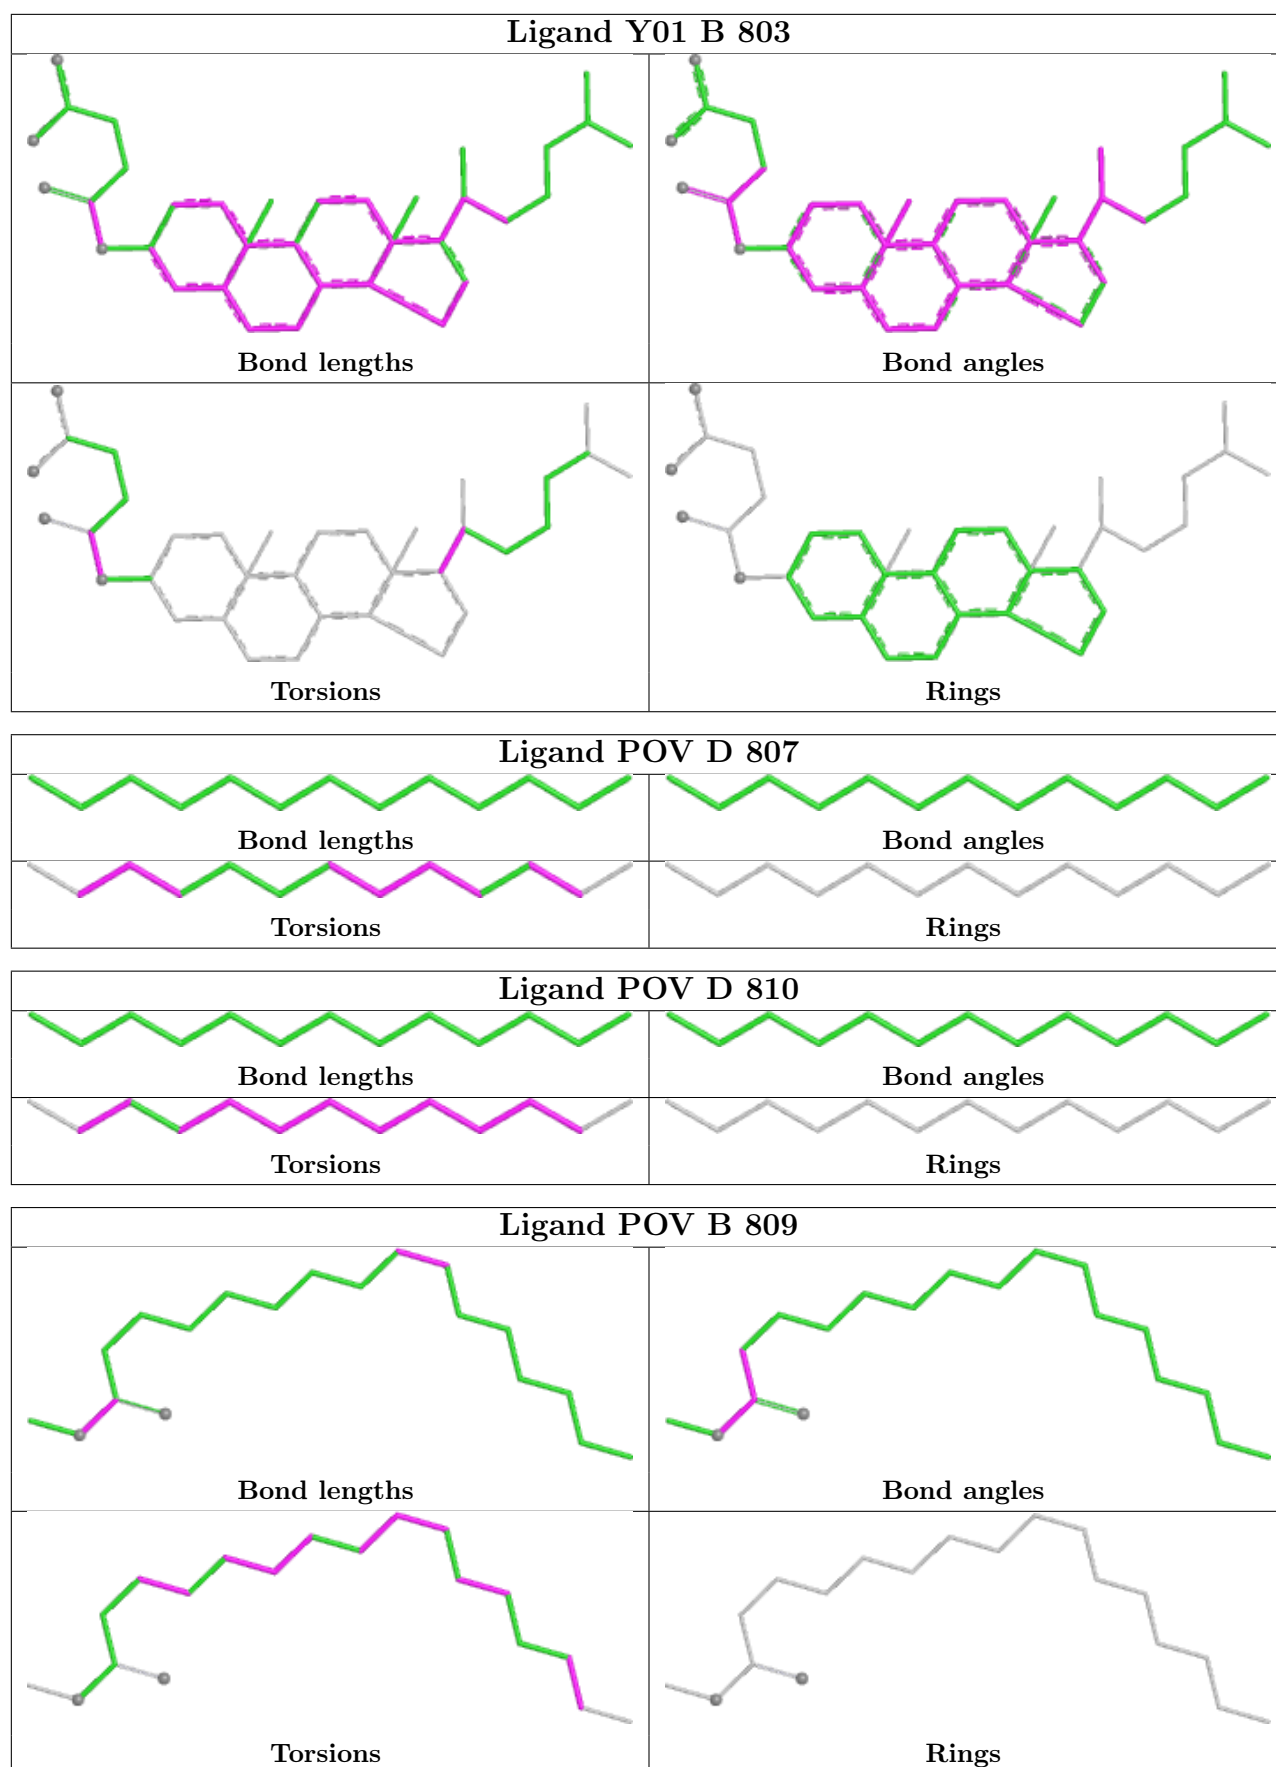 Ligand Y01 B 803
Bond lengths
Bond angles
Torsions
Rings
Ligand POV D 807
Bond lengths
Bond angles
Torsions
Rings
Ligand POV D 810
Bond lengths
Bond angles
Torsions
Rings
Ligand POV B 809
Bond lengths
Bond angles
Torsions
Rings